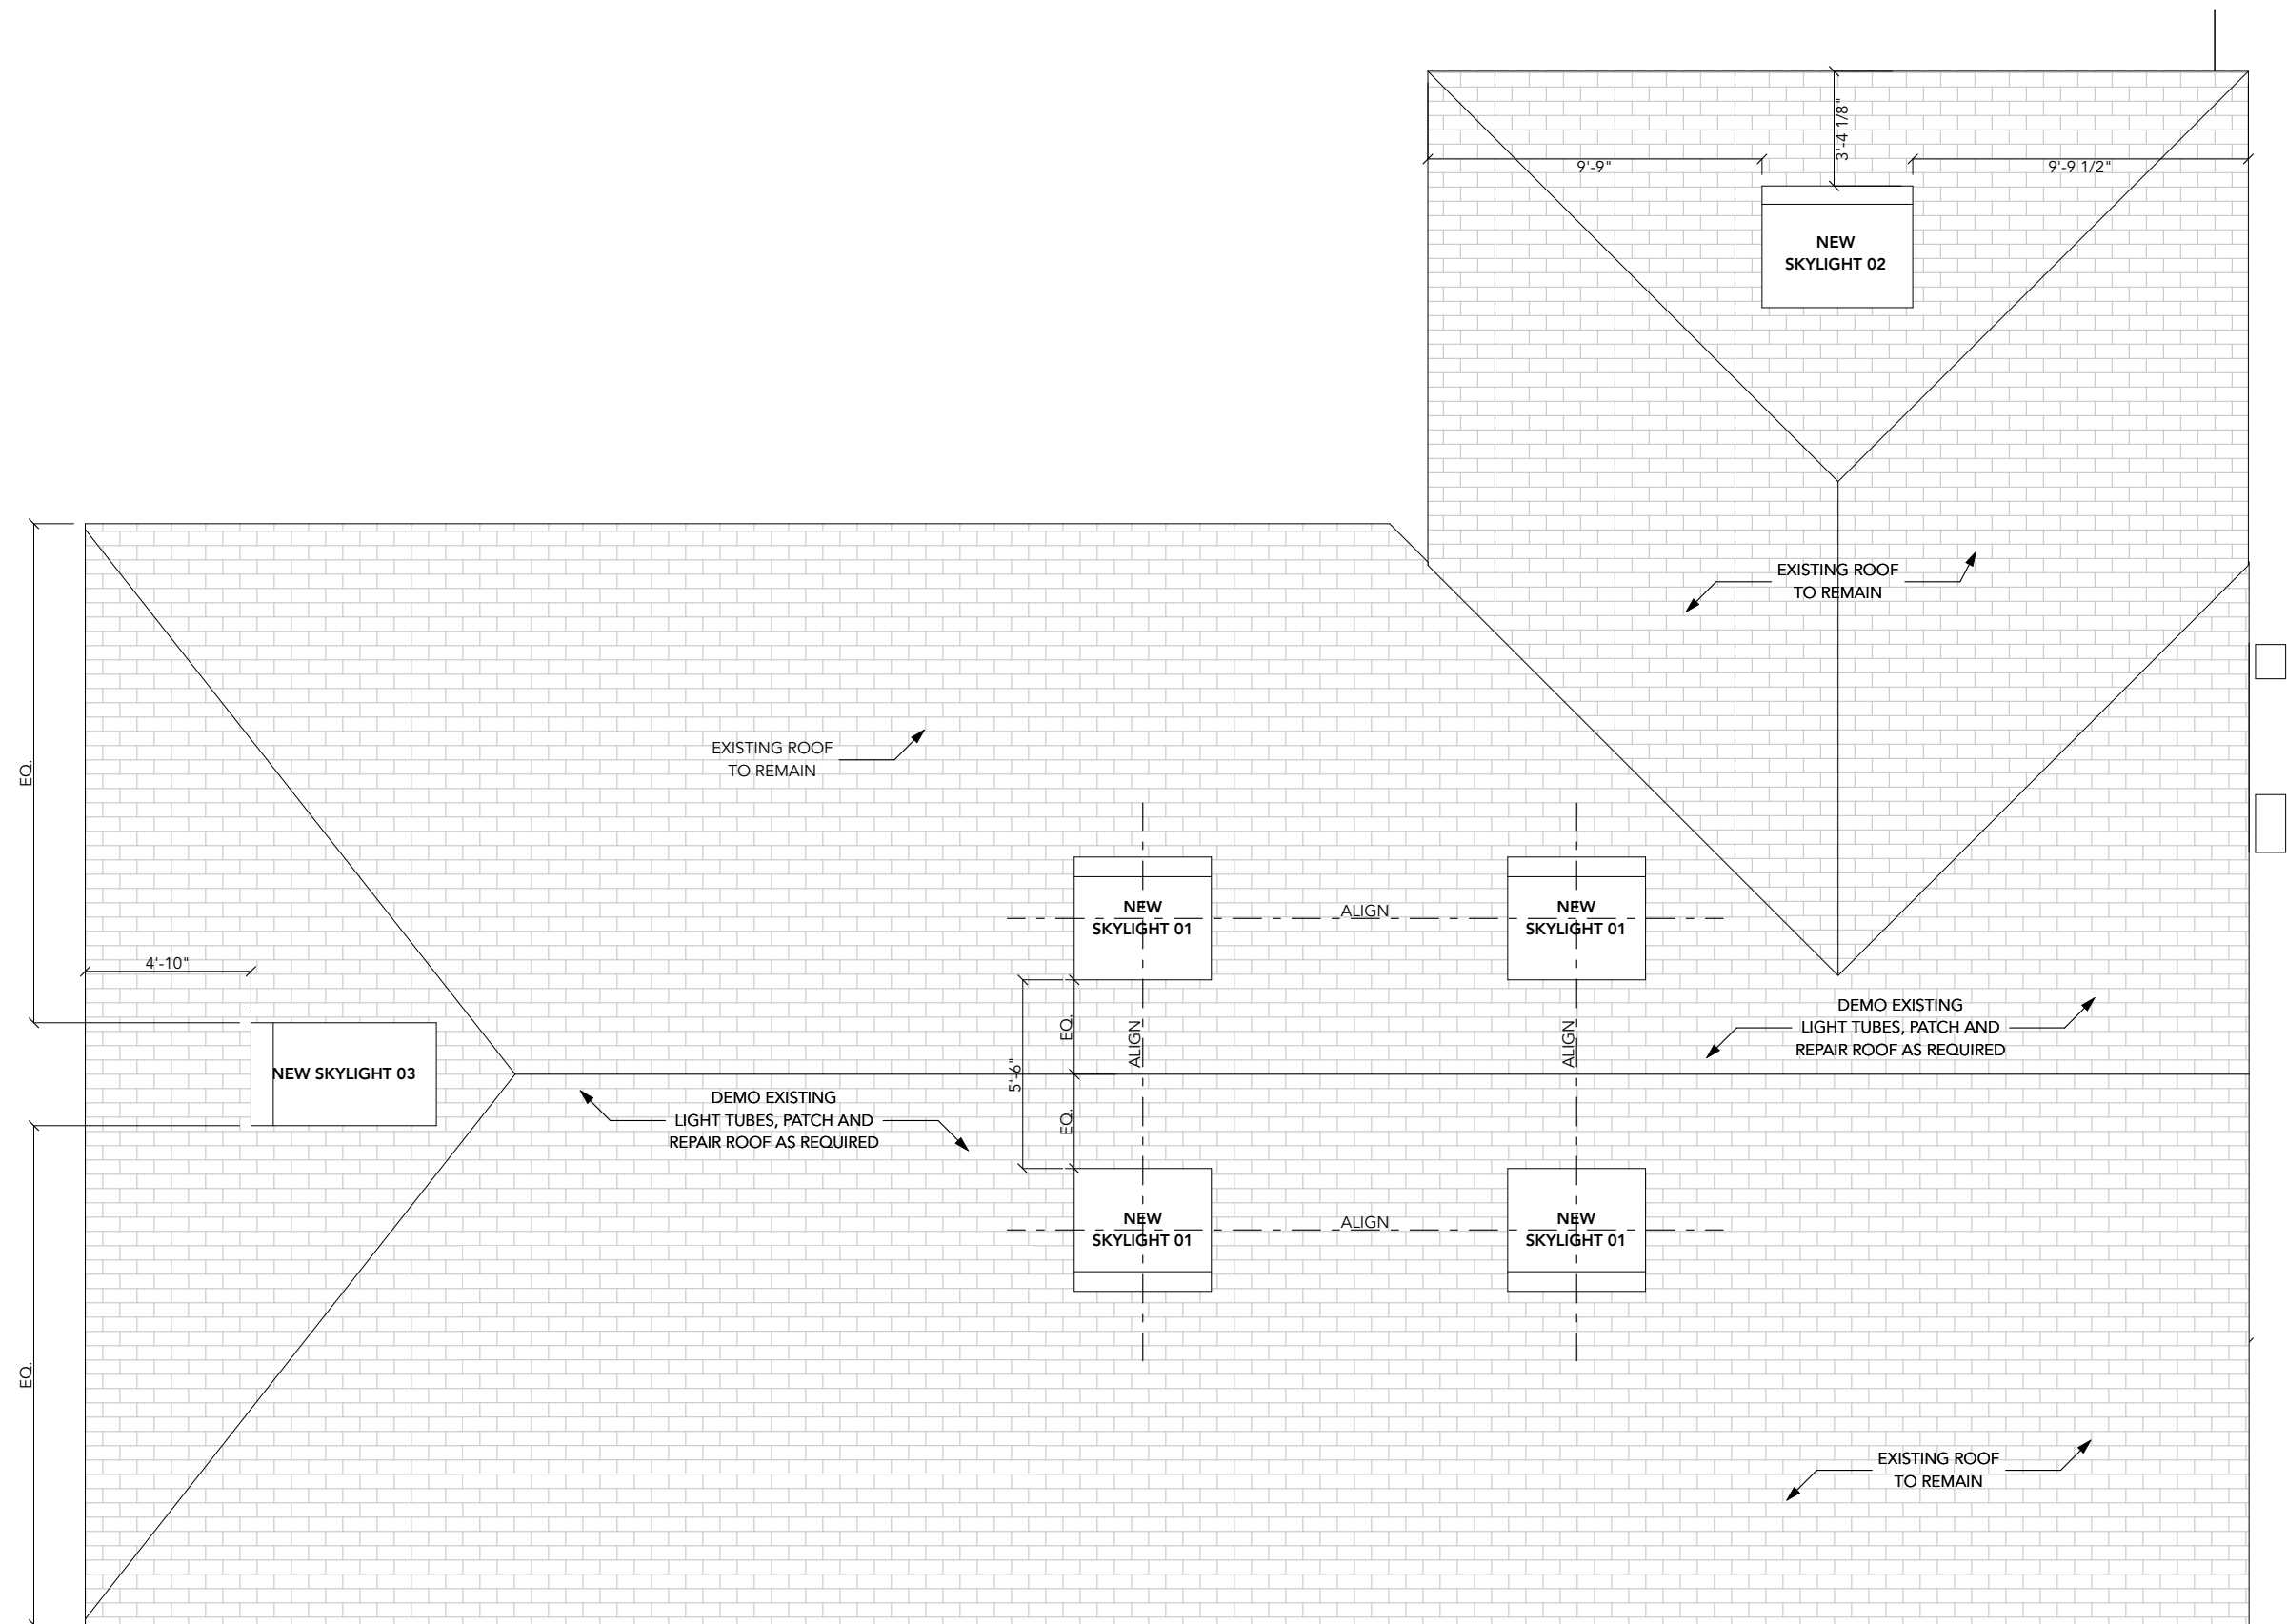 3'-4 1/8"
9'-9"
9'-9 1/2"
NEW
SKYLIGHT 02
EXISTING ROOF
TO REMAIN
EXISTING ROOF
TO REMAIN
EQ.
NEW
SKYLIGHT 01
ALIGN
NEW
SKYLIGHT 01
4'-10"
NEW SKYLIGHT 03
5'-6"
EQ.
EQ.
ALIGN
ALIGN
DEMO EXISTING
LIGHT TUBES, PATCH AND
REPAIR ROOF AS REQUIRED
DEMO EXISTING
LIGHT TUBES, PATCH AND
REPAIR ROOF AS REQUIRED
NEW
SKYLIGHT 01
ALIGN
NEW
SKYLIGHT 01
EQ.
EXISTING ROOF
TO REMAIN